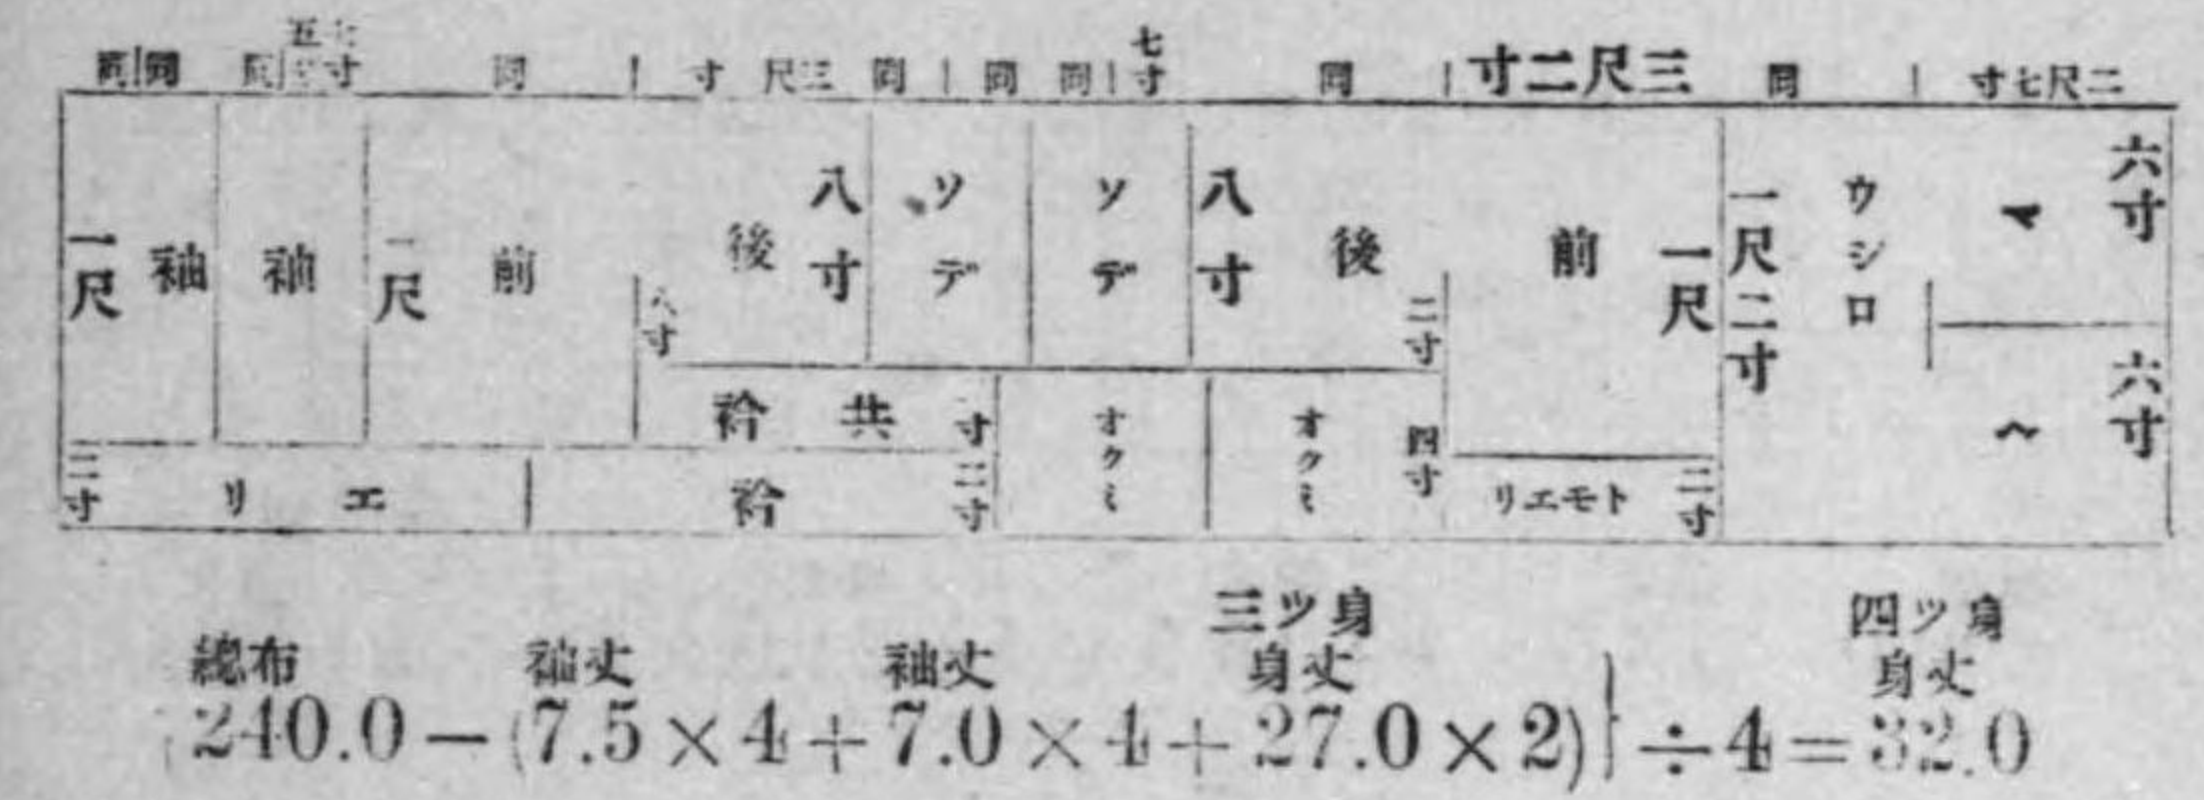 二尺七寸
同
三尺二寸
同
七寸
同
同
同
三尺
寸
同
七寸
五
同
同
同
六寸
六寸
マ
へ
ウシロ
一尺二寸
前
一尺
トモエリ
二寸
後
八寸
二寸
四寸
ソデ
ソデ
オクミ
オクミ
八寸
後
八寸
共衿
寸
衿
二寸
前
一尺
袖
袖
一尺
エリ
二寸
總布
袖丈
袖丈
三ツ身
身丈
四ツ身
身丈
{240.0−(7.5×4+7.0×4+27.0×2)}÷4=32.0